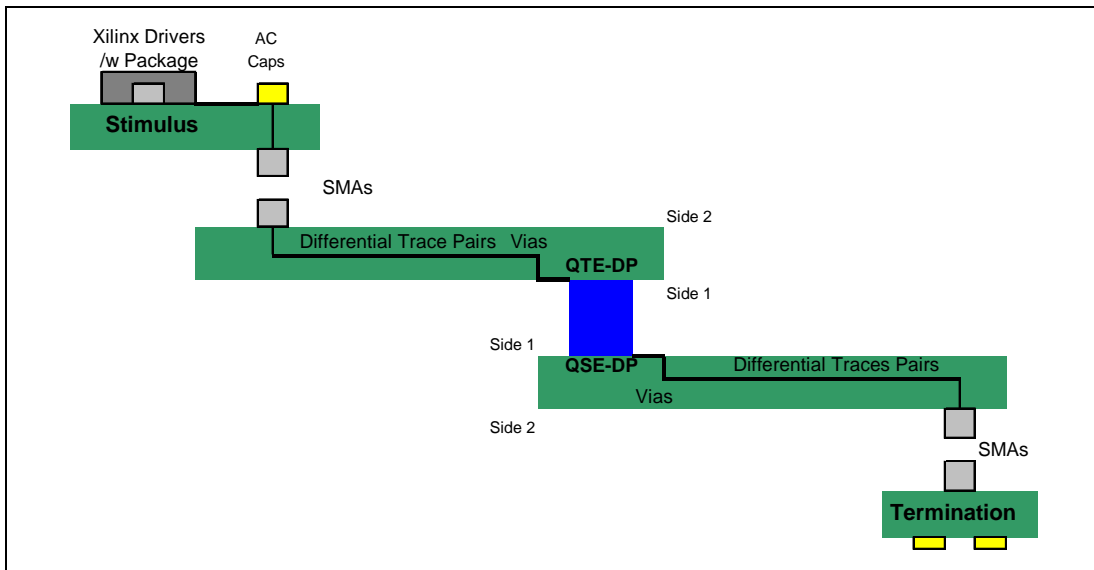 Xilinx Drivers
/w Package
AC
Caps
Stimulus
SMAs
Side 2
Differential Trace Pairs Vias
QTE-DP
Side 1
Side 1
QSE-DP
Differential Traces Pairs
Vias
Side 2
SMAs
Termination